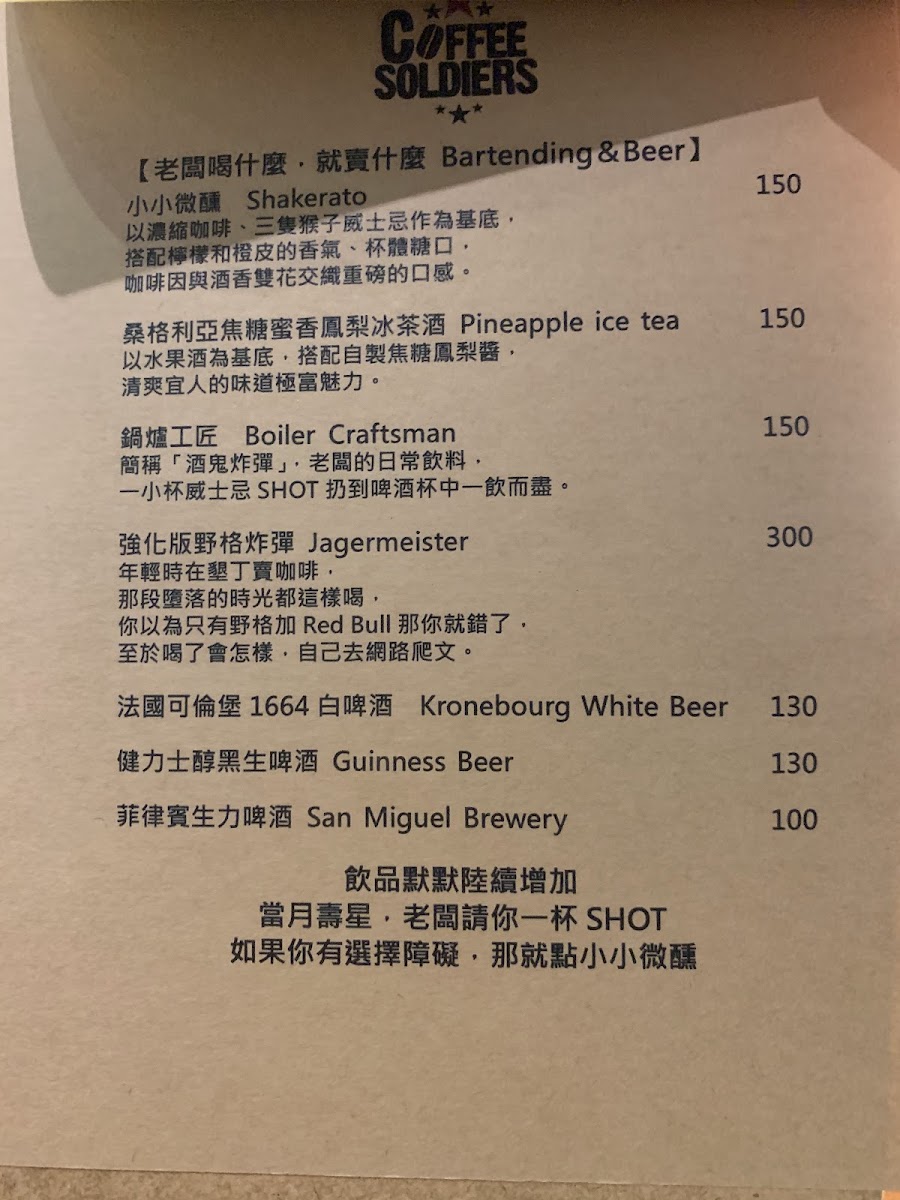 COFFEE
SOLDIERS
【老闆喝什麼，就賣什麼 Bartending＆Beer】
小小微醺 Shakerato 150
以濃縮咖啡、三隻猴子威士忌作為基底，
搭配檸檬和橙皮的香氣、杯體糖口，
咖啡因與酒香雙花交織重磅的口感。
桑格利亞焦糖蜜香鳳梨冰茶酒 Pineapple ice tea 150
以水果酒為基底，搭配自製焦糖鳳梨醬，
清爽宜人的味道極富魅力。
鍋爐工匠 Boiler Craftsman 150
簡稱「酒鬼炸彈」，老闆的日常飲料，
一小杯威士忌 SHOT 扔到啤酒杯中一飲而盡。
強化版野格炸彈 Jagermeister 300
年輕時在墾丁賣咖啡，
那段墮落的時光都這樣喝，
你以為只有野格加 Red Bull 那你就錯了，
至於喝了會怎樣，自己去網路爬文。
法國可倫堡 1664 白啤酒 Kronebourg White Beer 130
健力士醇黑生啤酒 Guinness Beer 130
菲律賓生力啤酒 San Miguel Brewery 100
飲品默默陸續增加
當月壽星，老闆請你一杯 SHOT
如果你有選擇障礙，那就點小小微醺